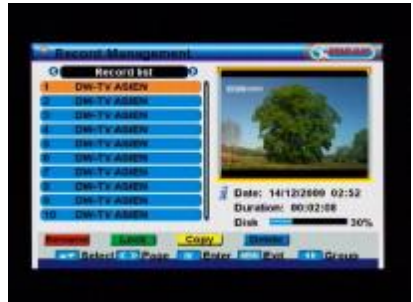 Record Management
Record list
1 DW-TV ASIEN
2 DW-TV ASIEN
3 DW-TV ASIEN
4 DW-TV ASIEN
5 DW-TV ASIEN
6 DW-TV ASIEN
7 DW-TV ASIEN
8 DW-TV ASIEN
9 DW-TV ASIEN
10 DW-TV ASIEN
Date: 14/12/2009 02:52
Duration: 00:02:08
Disk 30%
Rename Lock Copy Delete
Select Page Enter Exit Group